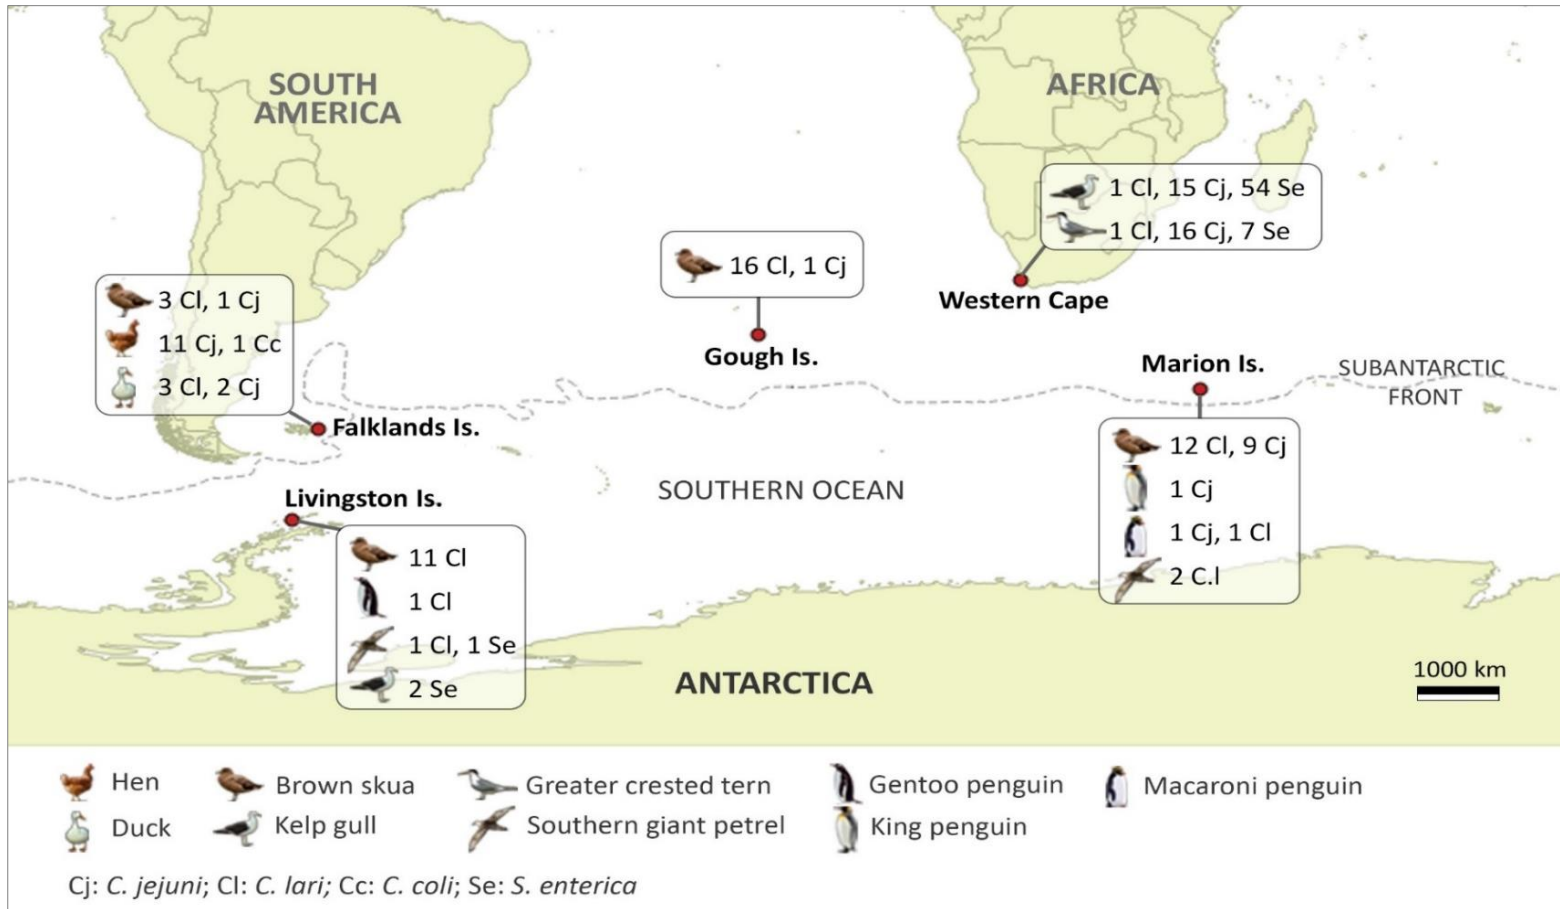 SOUTH
AMERICA
AFRICA
1 Cl, 15 Cj, 54 Se
1 Cl, 16 Cj, 7 Se
Western Cape
16 Cl, 1 Cj
Gough Is.
3 Cl, 1 Cj
11 Cj, 1 Cc
3 Cl, 2 Cj
Falklands Is.
Marion Is.
SUBANTARCTIC
FRONT
12 Cl, 9 Cj
1 Cj
1 Cj, 1 Cl
2 C.l
SOUTHERN OCEAN
Livingston Is.
11 Cl
1 Cl
1 Cl, 1 Se
2 Se
ANTARCTICA
1000 km
Hen
Brown skua
Greater crested tern
Gentoo penguin
Macaroni penguin
Duck
Kelp gull
Southern giant petrel
King penguin
Cj: C. jejuni; Cl: C. lari; Cc: C. coli; Se: S. enterica